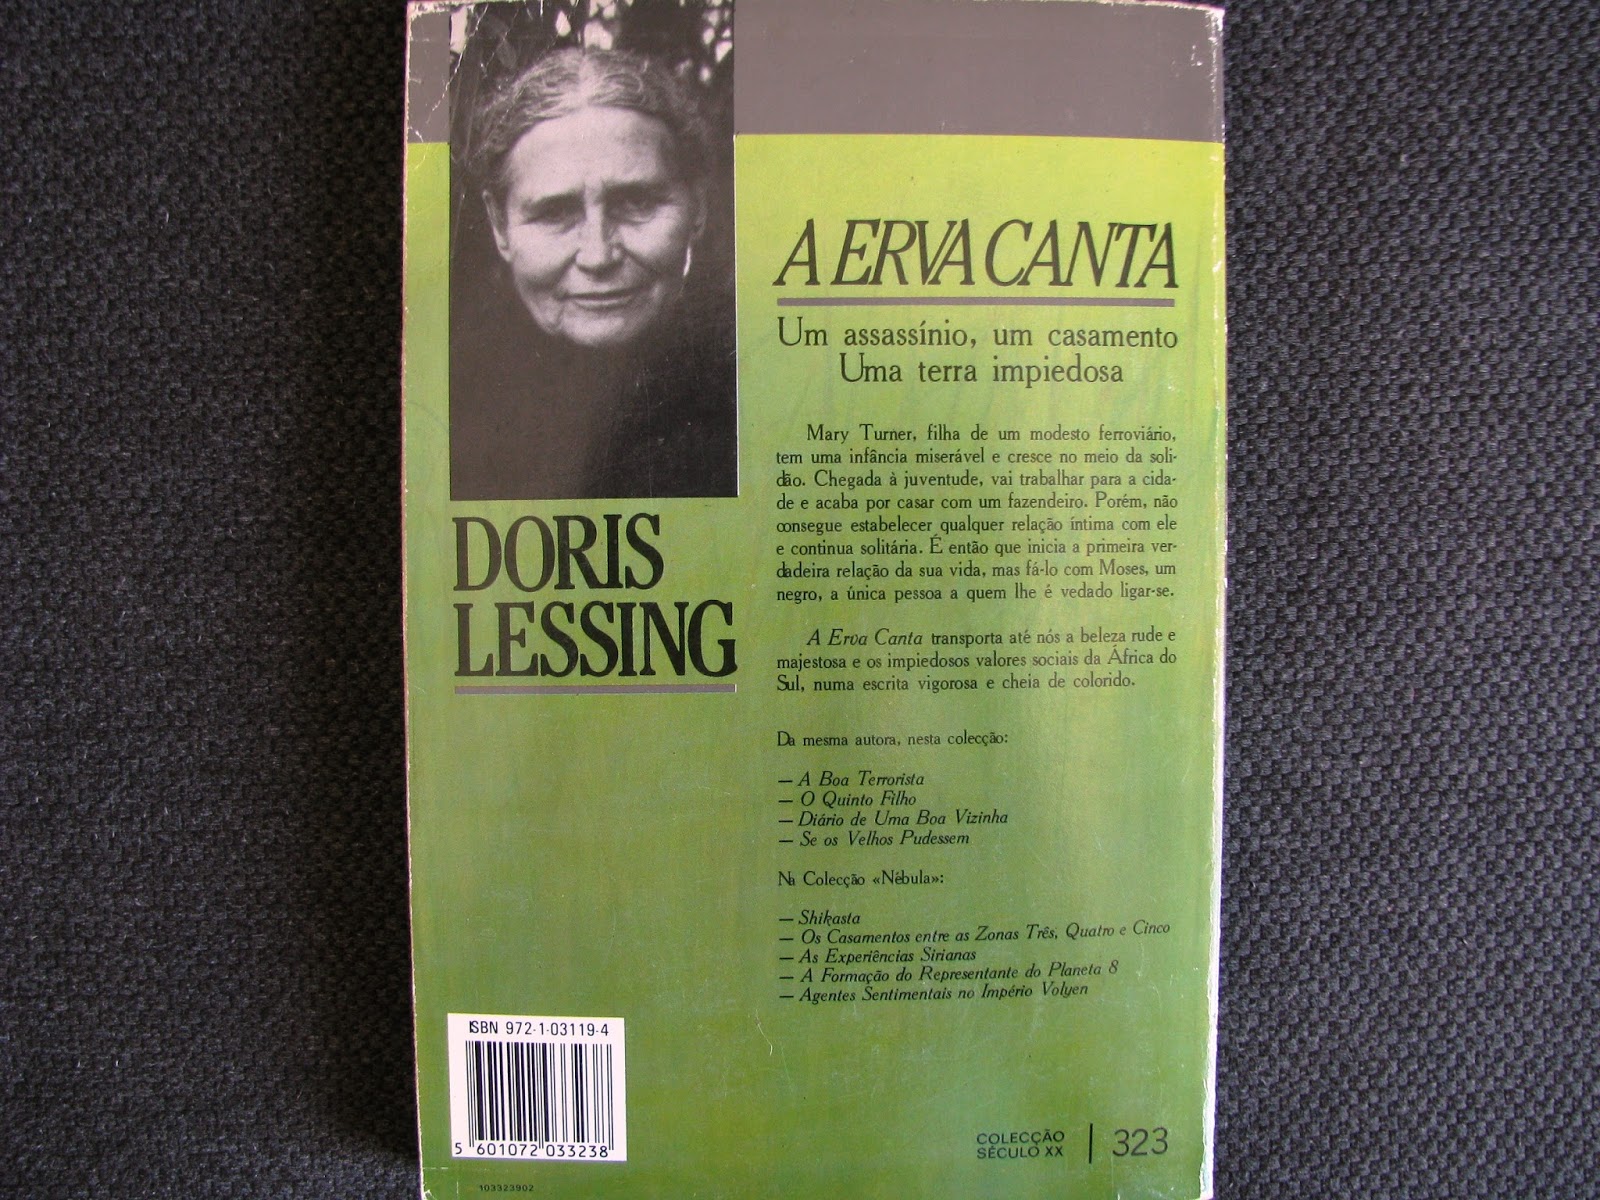 A ERVA CANTA
Um assassínio, um casamento
Uma terra impiedosa
Mary Turner, filha de um modesto ferroviário,
tem uma infância miserável e cresce no meio da soli-
dão. Chegada à juventude, vai trabalhar para a cida-
de e acaba por casar com um fazendeiro. Porém, não
consegue estabelecer qualquer relação íntima com ele
e continua solitária. É então que inicia a primeira ver-
dadeira relação da sua vida, mas fá-lo com Moses, um
negro, a única pessoa a quem lhe é vedado ligar-se.
A Erva Canta transporta até nós a beleza rude e
majestosa e os impiedosos valores sociais da África do
Sul, numa escrita vigorosa e cheia de colorido.
Da mesma autora, nesta colecção:
— A Boa Terrorista
— O Quinto Filho
— Diário de Uma Boa Vizinha
— Se os Velhos Pudessem
Na Colecção «Nébula»:
— Shikasta
— Os Casamentos entre as Zonas Três, Quatro e Cinco
— As Experiências Sirianas
— A Formação do Representante do Planeta 8
— Agentes Sentimentais no Império Volyen
DORIS
LESSING
ISBN 972-1-03119-4
5 601072 033238
103323902
COLECÇÃO
SÉCULO XX
323